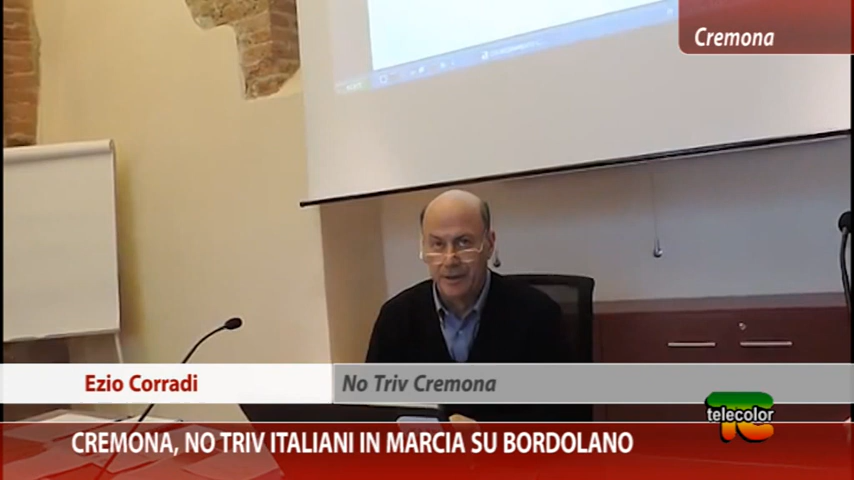 Cremona
Ezio Corradi
No Triv Cremona
telecolor
CREMONA, NO TRIV ITALIANI IN MARCIA SU BORDOLANO